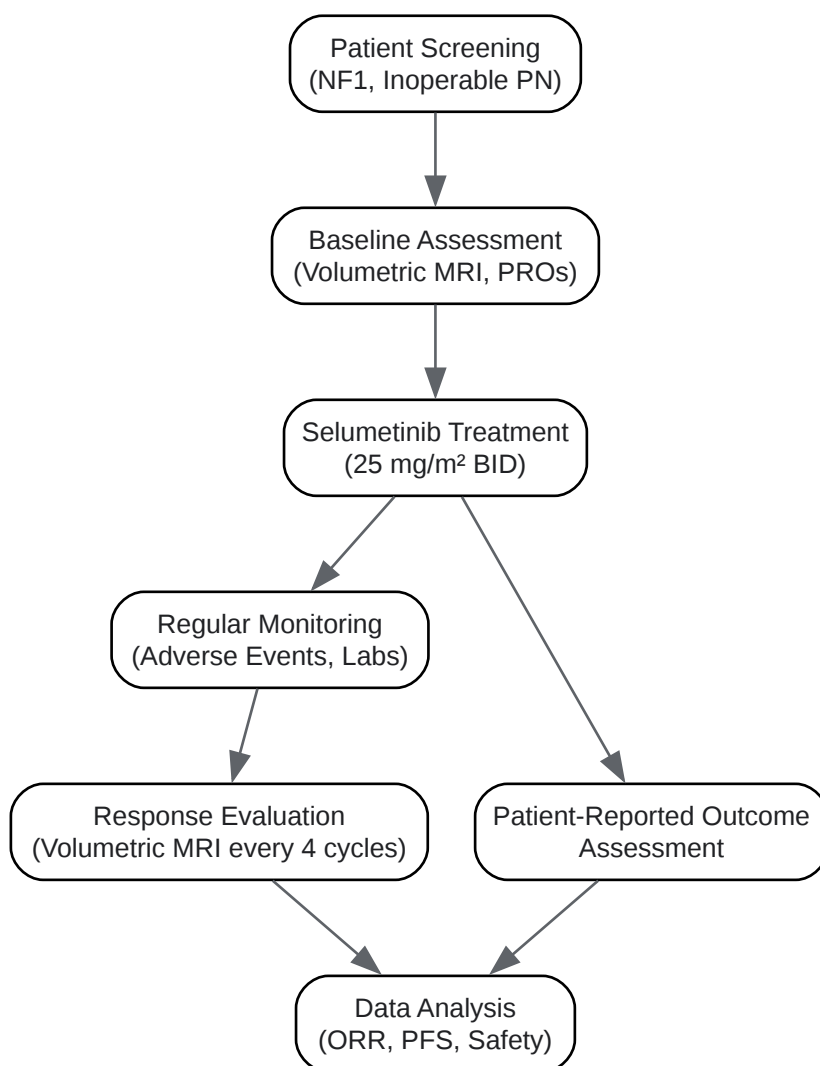 Patient Screening
(NF1, Inoperable PN)
Baseline Assessment
(Volumetric MRI, PROs)
Selumetinib Treatment
(25 mg/m² BID)
Regular Monitoring
(Adverse Events, Labs)
Response Evaluation
(Volumetric MRI every 4 cycles)
Patient-Reported Outcome
Assessment
Data Analysis
(ORR, PFS, Safety)